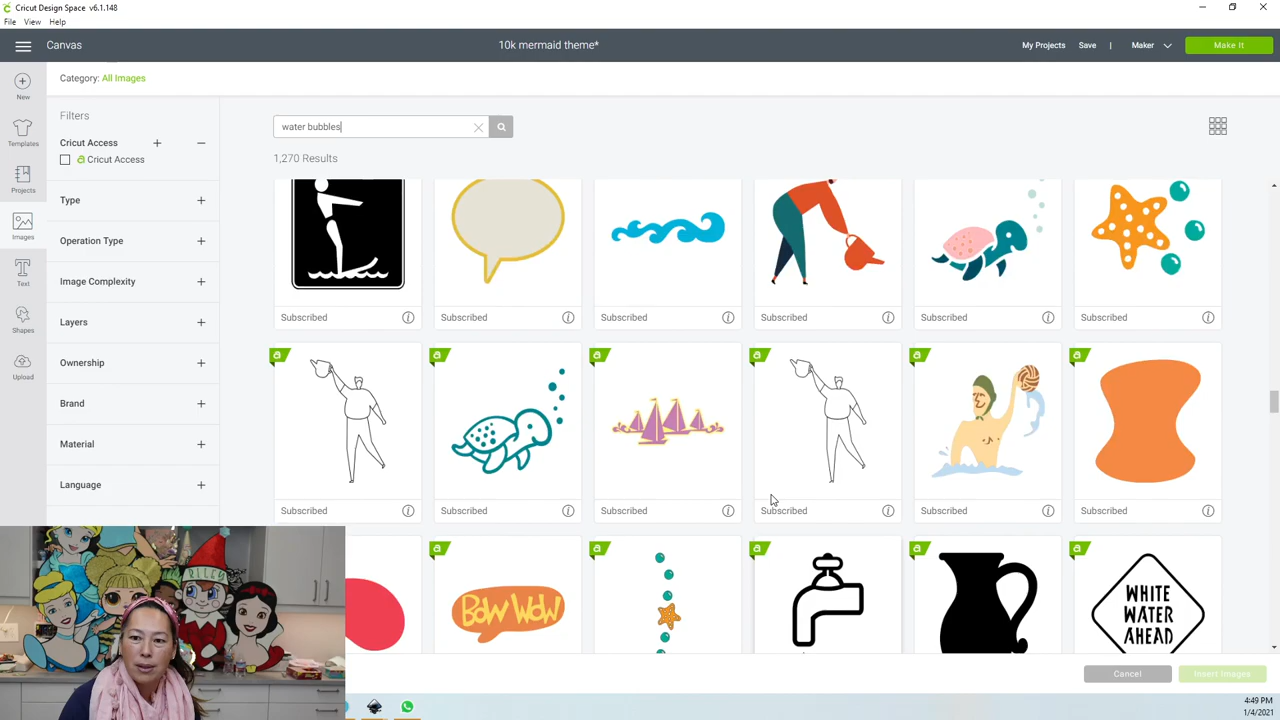 Cricut Design Space v6.1.148
File View Help
Canvas
10k mermaid theme*
My Projects Save | Maker Make It
Category: All Images
New
Templates
Projects
Images
Text
Shapes
Upload
Filters
Cricut Access
Cricut Access
Type
Operation Type
Image Complexity
Layers
Ownership
Brand
Material
Language
water bubbles
1,270 Results
Subscribed Subscribed Subscribed Subscribed Subscribed Subscribed
Subscribed Subscribed Subscribed Subscribed Subscribed Subscribed
BOW WOW
WHITE
WATER
AHEAD
RILEY
Cancel Insert Images
4:49 PM
1/4/2021